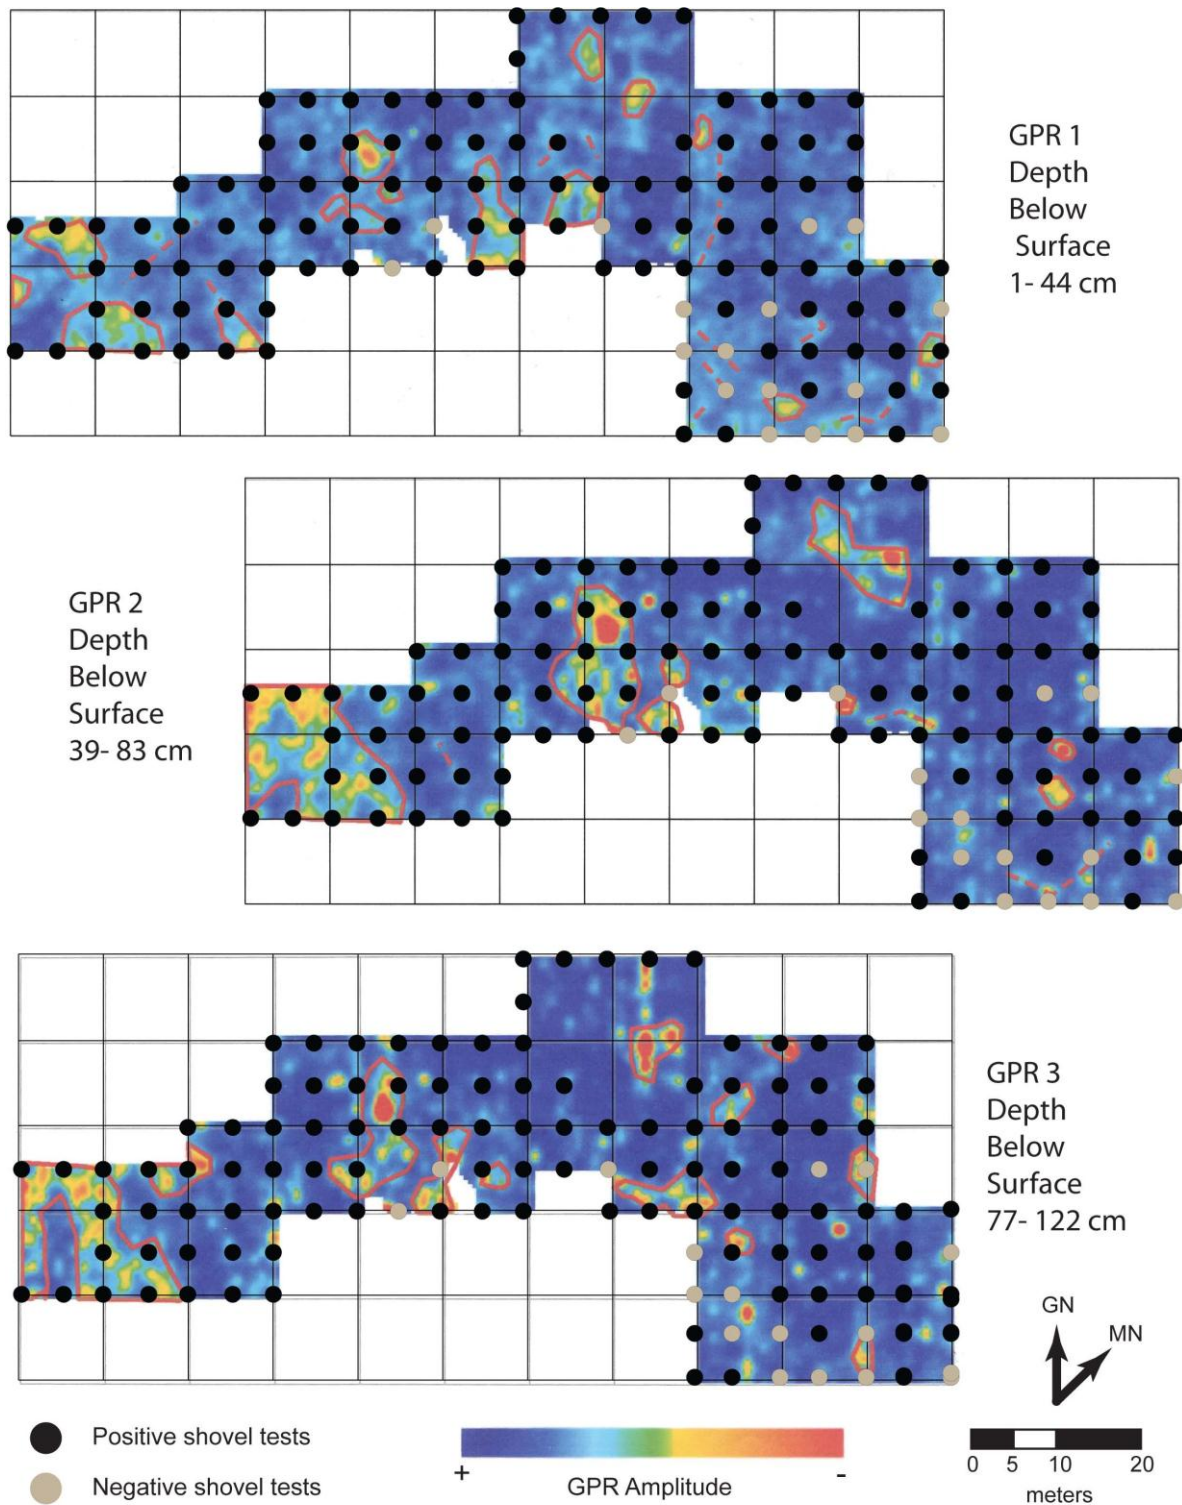 GPR 1
Depth
Below
Surface
1- 44 cm
GPR 2
Depth
Below
Surface
39- 83 cm
GPR 3
Depth
Below
Surface
77- 122 cm
GN
MN
Positive shovel tests
Negative shovel tests
+
GPR Amplitude
-
0 5 10 20
meters